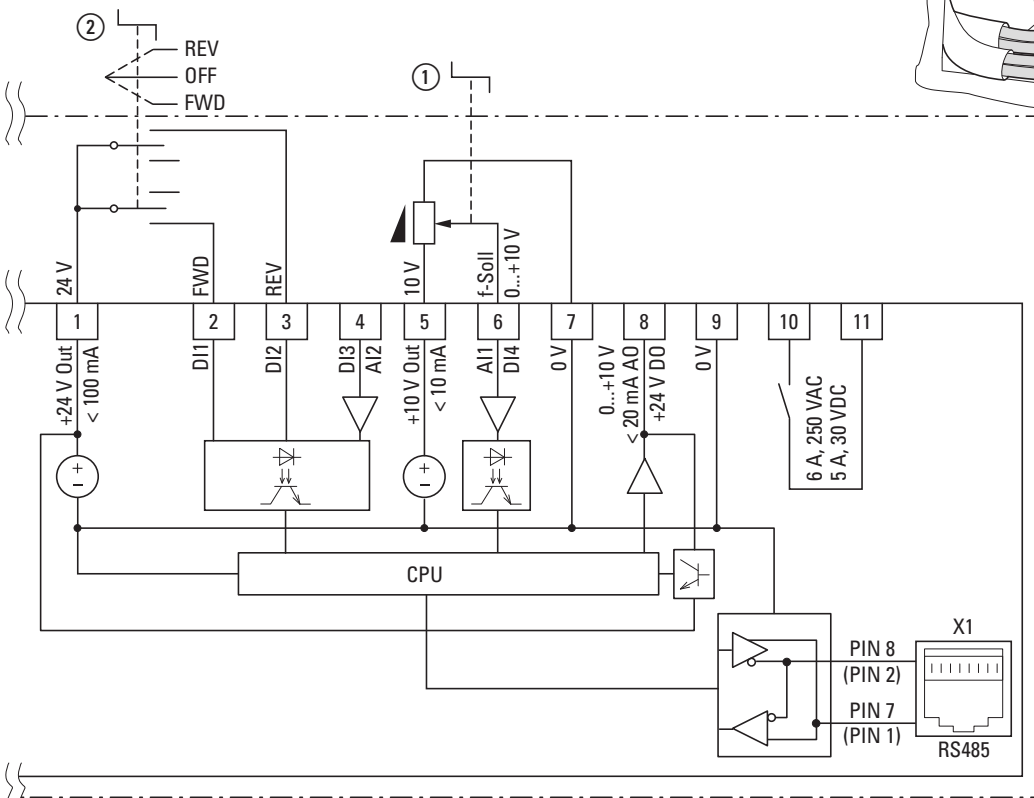 2
REV
OFF
FWD
1
24 V
FWD
REV
10 V
f-Soll
0...+10 V
1
2
3
4
5
6
7
8
9
10
11
+24 V Out
< 100 mA
DI1
DI2
DI3
AI2
+10 V Out
< 10 mA
AI1
DI4
0 V
0...+10 V
< 20 mA AO
+24 V DO
0 V
6 A, 250 VAC
5 A, 30 VDC
CPU
X1
PIN 8
(PIN 2)
PIN 7
(PIN 1)
RS485